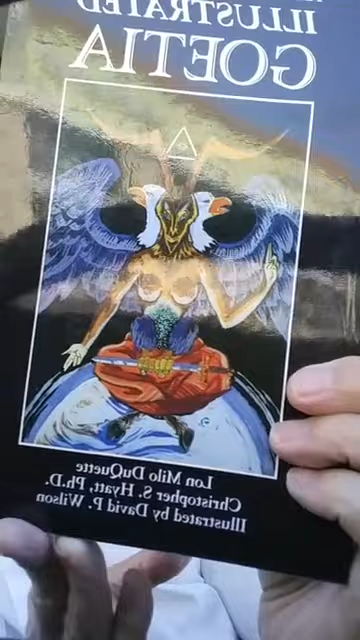 ILLUSTRATED
GOETIA
Lon Milo DuQuette
Christopher S. Hyatt, Ph.D.
Illustrated by David P. Wilson